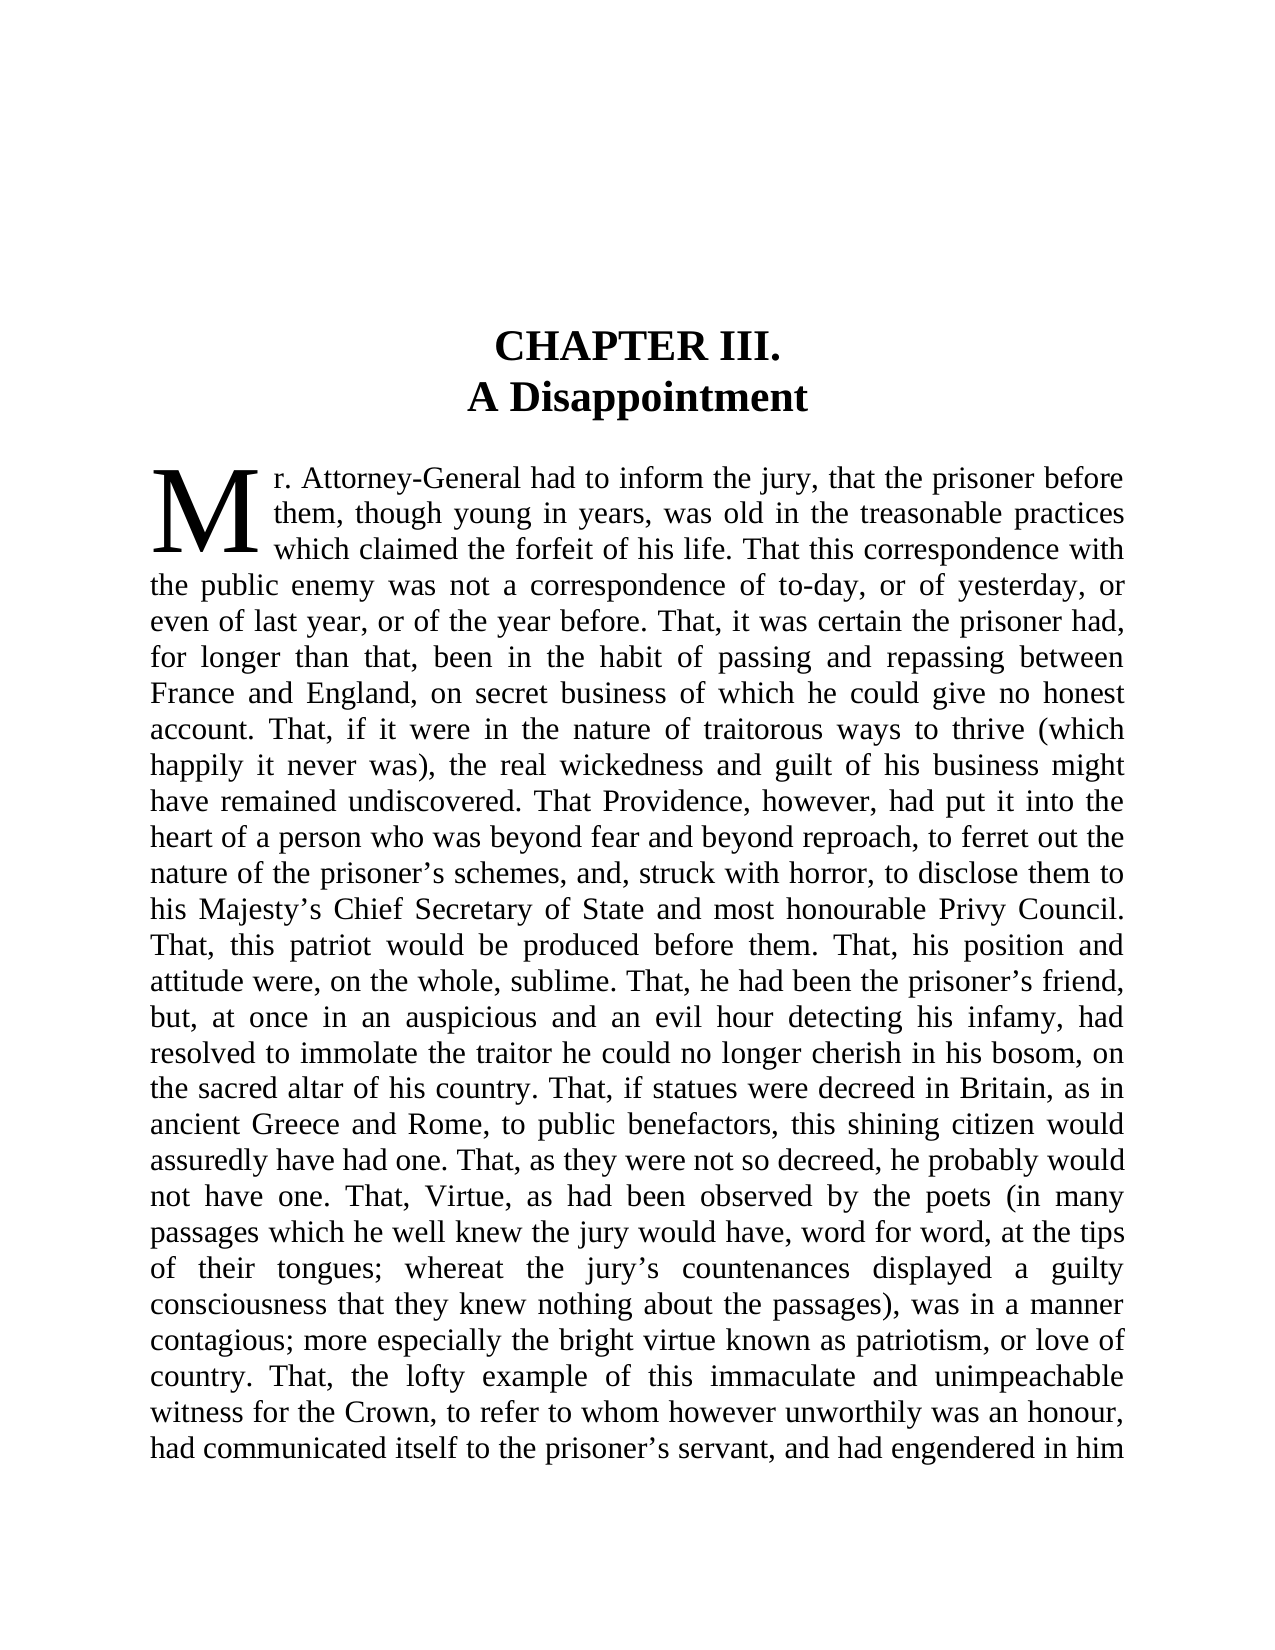 CHAPTER III.
A Disappointment
Mr. Attorney-General had to inform the jury, that the prisoner before
them, though young in years, was old in the treasonable practices
which claimed the forfeit of his life. That this correspondence with
the public enemy was not a correspondence of to-day, or of yesterday, or
even of last year, or of the year before. That, it was certain the prisoner had,
for longer than that, been in the habit of passing and repassing between
France and England, on secret business of which he could give no honest
account. That, if it were in the nature of traitorous ways to thrive (which
happily it never was), the real wickedness and guilt of his business might
have remained undiscovered. That Providence, however, had put it into the
heart of a person who was beyond fear and beyond reproach, to ferret out the
nature of the prisoner’s schemes, and, struck with horror, to disclose them to
his Majesty’s Chief Secretary of State and most honourable Privy Council.
That, this patriot would be produced before them. That, his position and
attitude were, on the whole, sublime. That, he had been the prisoner’s friend,
but, at once in an auspicious and an evil hour detecting his infamy, had
resolved to immolate the traitor he could no longer cherish in his bosom, on
the sacred altar of his country. That, if statues were decreed in Britain, as in
ancient Greece and Rome, to public benefactors, this shining citizen would
assuredly have had one. That, as they were not so decreed, he probably would
not have one. That, Virtue, as had been observed by the poets (in many
passages which he well knew the jury would have, word for word, at the tips
of their tongues; whereat the jury’s countenances displayed a guilty
consciousness that they knew nothing about the passages), was in a manner
contagious; more especially the bright virtue known as patriotism, or love of
country. That, the lofty example of this immaculate and unimpeachable
witness for the Crown, to refer to whom however unworthily was an honour,
had communicated itself to the prisoner’s servant, and had engendered in him